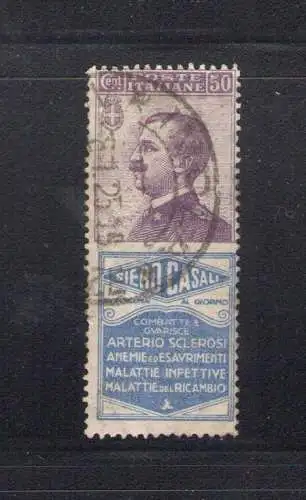 Cent POSTE 50
ITALIANE
SIERO CASALI
AL GIORNO
COMBATTE E
GUARISCE
ARTERIO SCLEROSI
ANEMIE ED ESAURIMENTI
MALATTIE INFETTIVE
MALATTIE DEL RICAMBIO